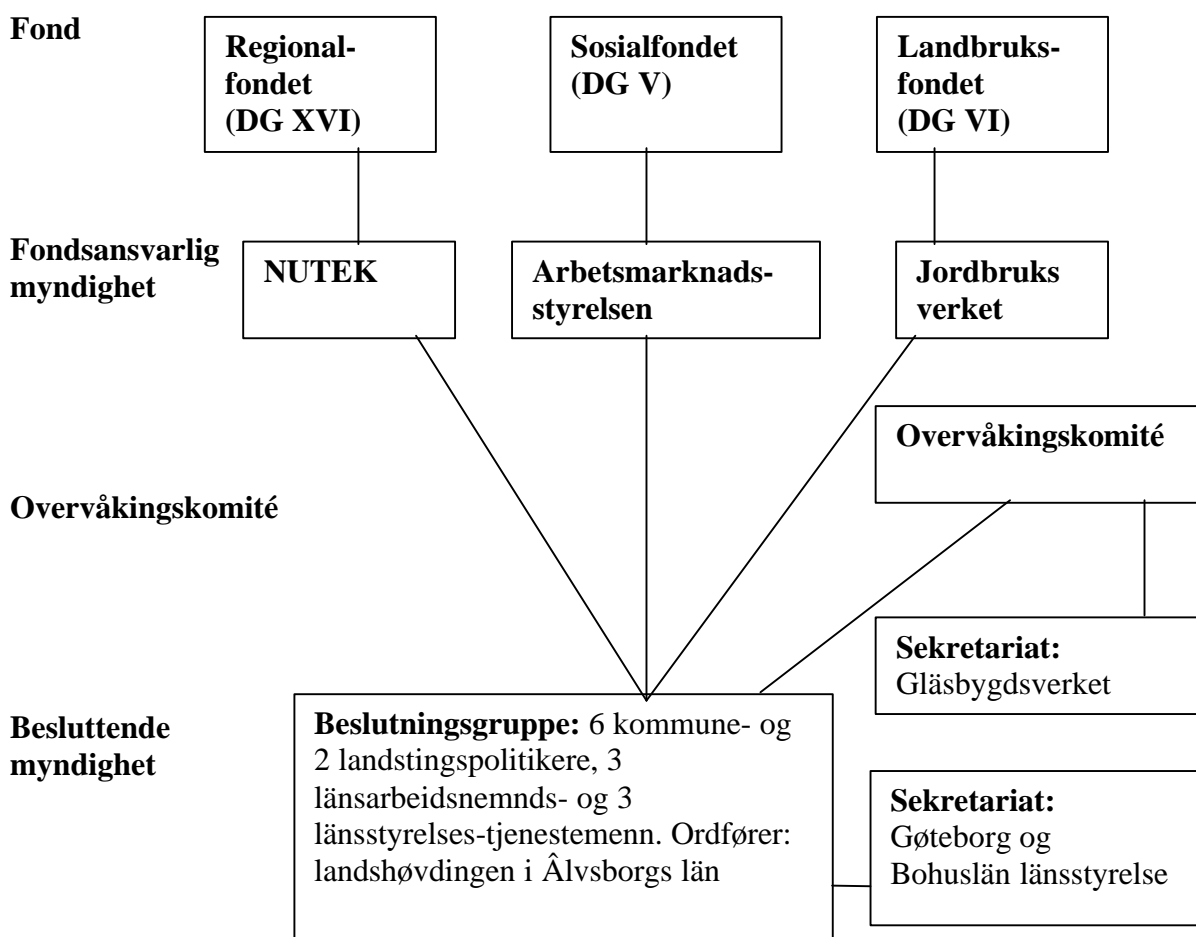 Fond
Regional-
fondet
(DG XVI)
Sosialfondet
(DG V)
Landbruks-
fondet
(DG VI)
Fondsansvarlig
myndighet
NUTEK
Arbetsmarknads-
styrelsen
Jordbruks
verket
Overvåkingskomité
Overvåkingskomité
Sekretariat:
Gläsbygdsverket
Besluttende
myndighet
Beslutningsgruppe: 6 kommune- og
2 landstingspolitikere, 3
länsarbeidsnemnds- og 3
länsstyrelses-tjenestemenn. Ordfører:
landshøvdingen i Âlvsborgs län
Sekretariat:
Gøteborg og
Bohuslän länsstyrelse